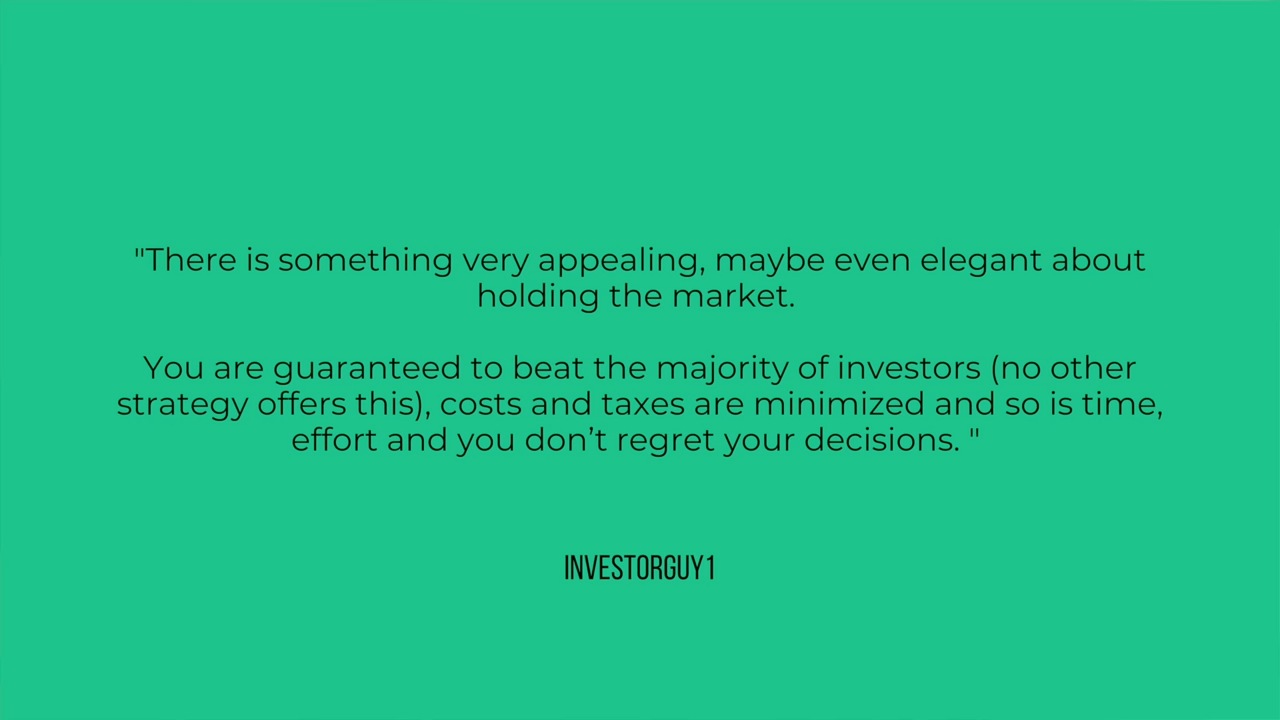 "There is something very appealing, maybe even elegant about
holding the market.
You are guaranteed to beat the majority of investors (no other
strategy offers this), costs and taxes are minimized and so is time,
effort and you don’t regret your decisions. "
INVESTORGUY1